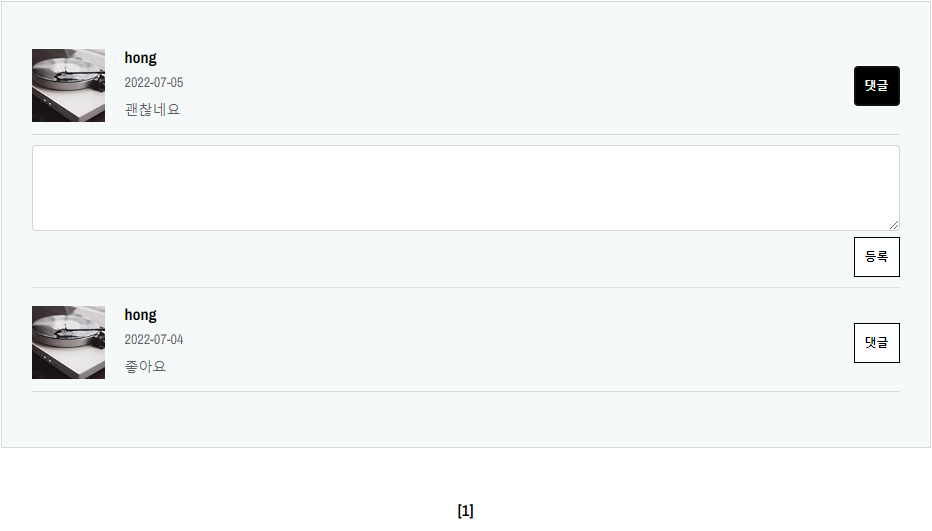 hong
2022-07-05
댓글
괜찮네요
등록
hong
2022-07-04
댓글
좋아요
[1]